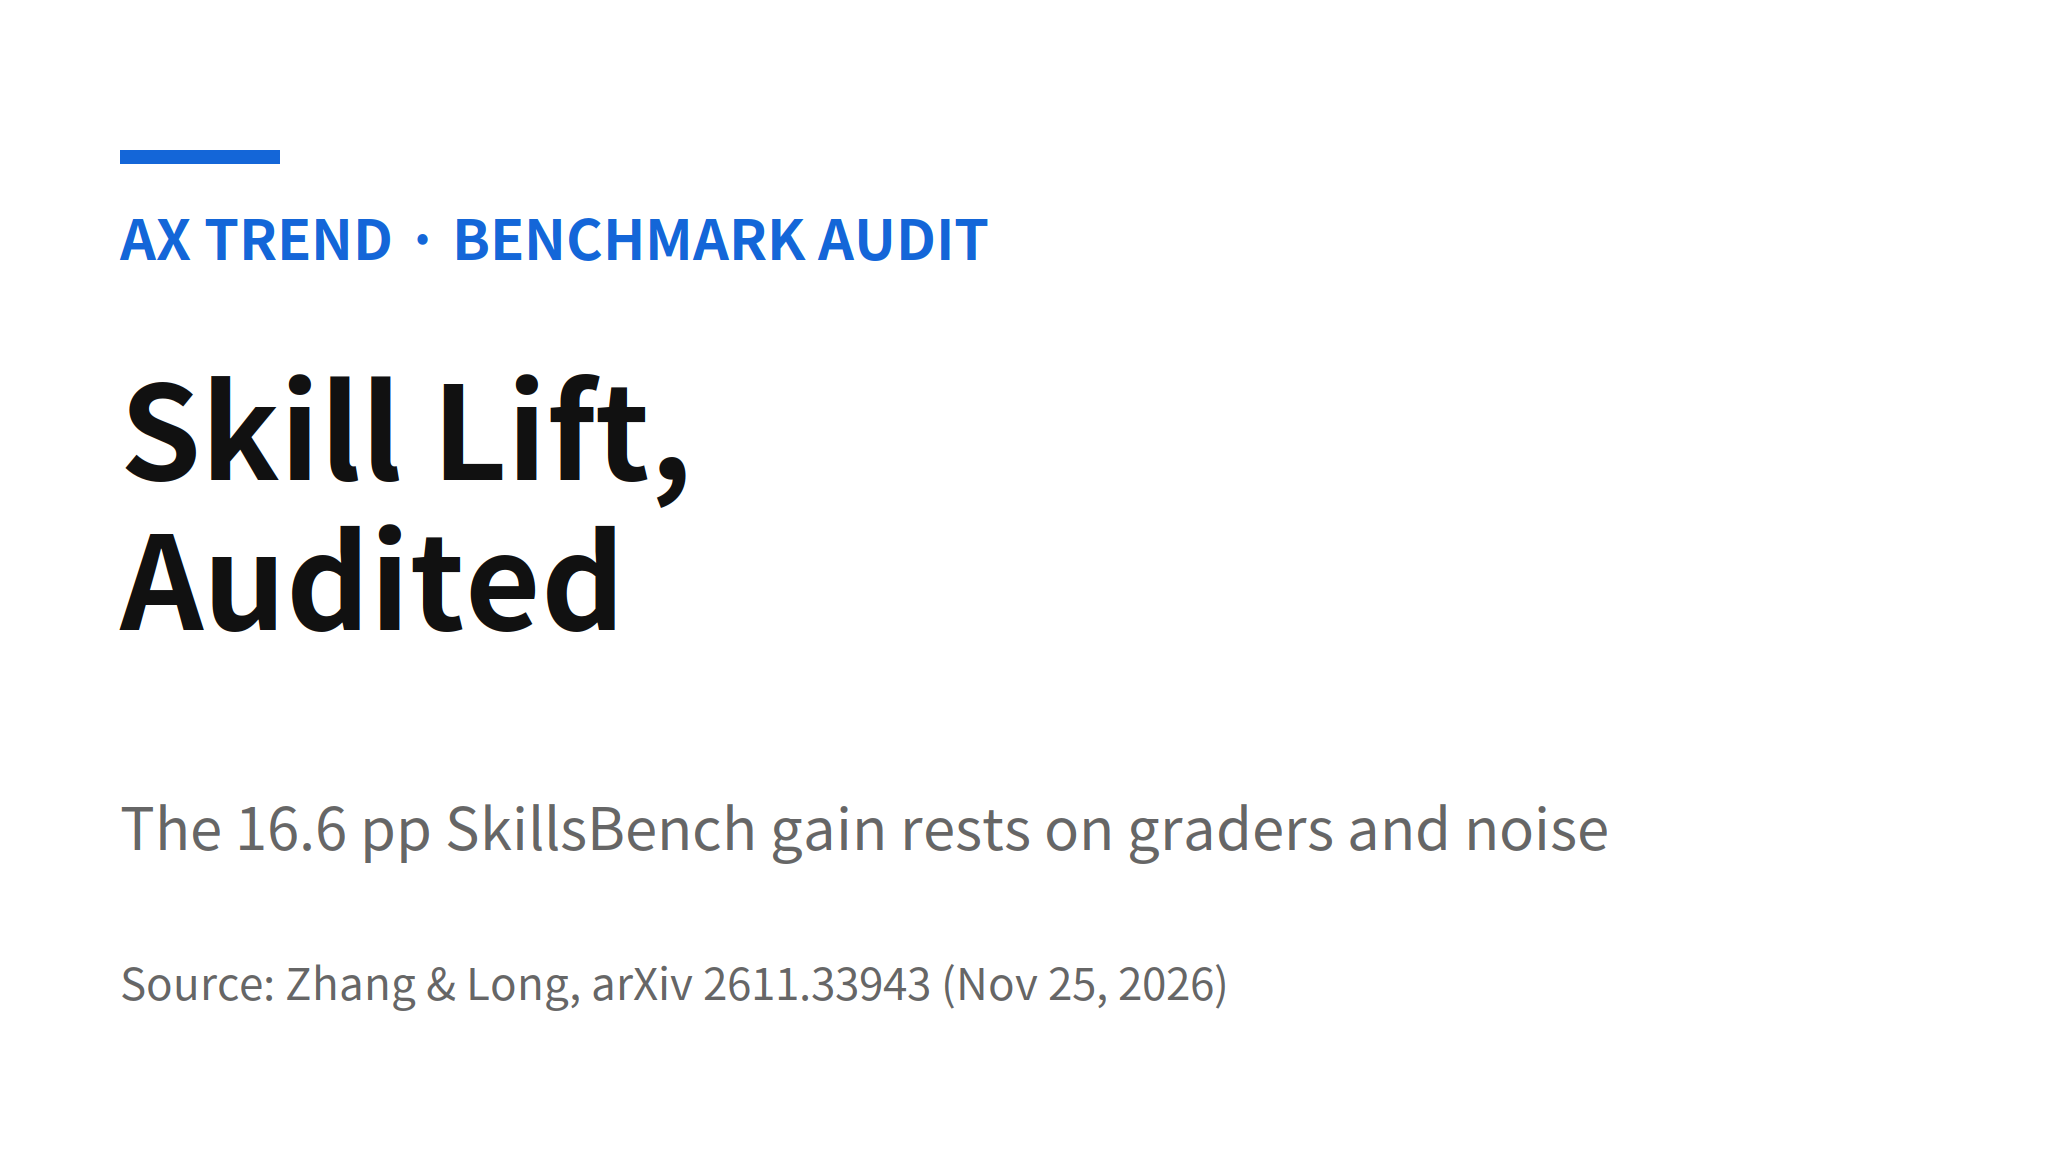 AX TREND · BENCHMARK AUDIT
Skill Lift,
Audited
The 16.6 pp SkillsBench gain rests on graders and noise
Source: Zhang & Long, arXiv 2611.33943 (Nov 25, 2026)